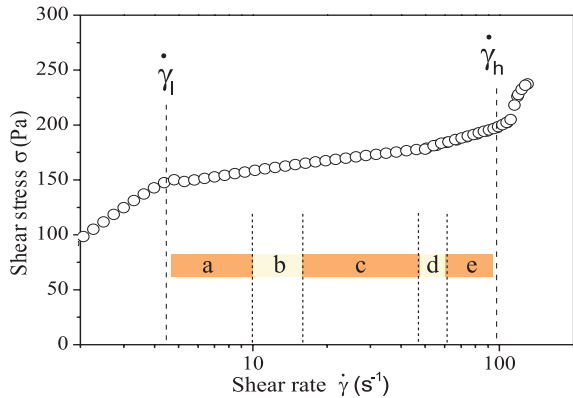 300
250
200
150
100
50
0
Shear stress σ (Pa)
γ̇l
γ̇h
a b c d e
10 100
Shear rate γ̇ (s⁻¹)